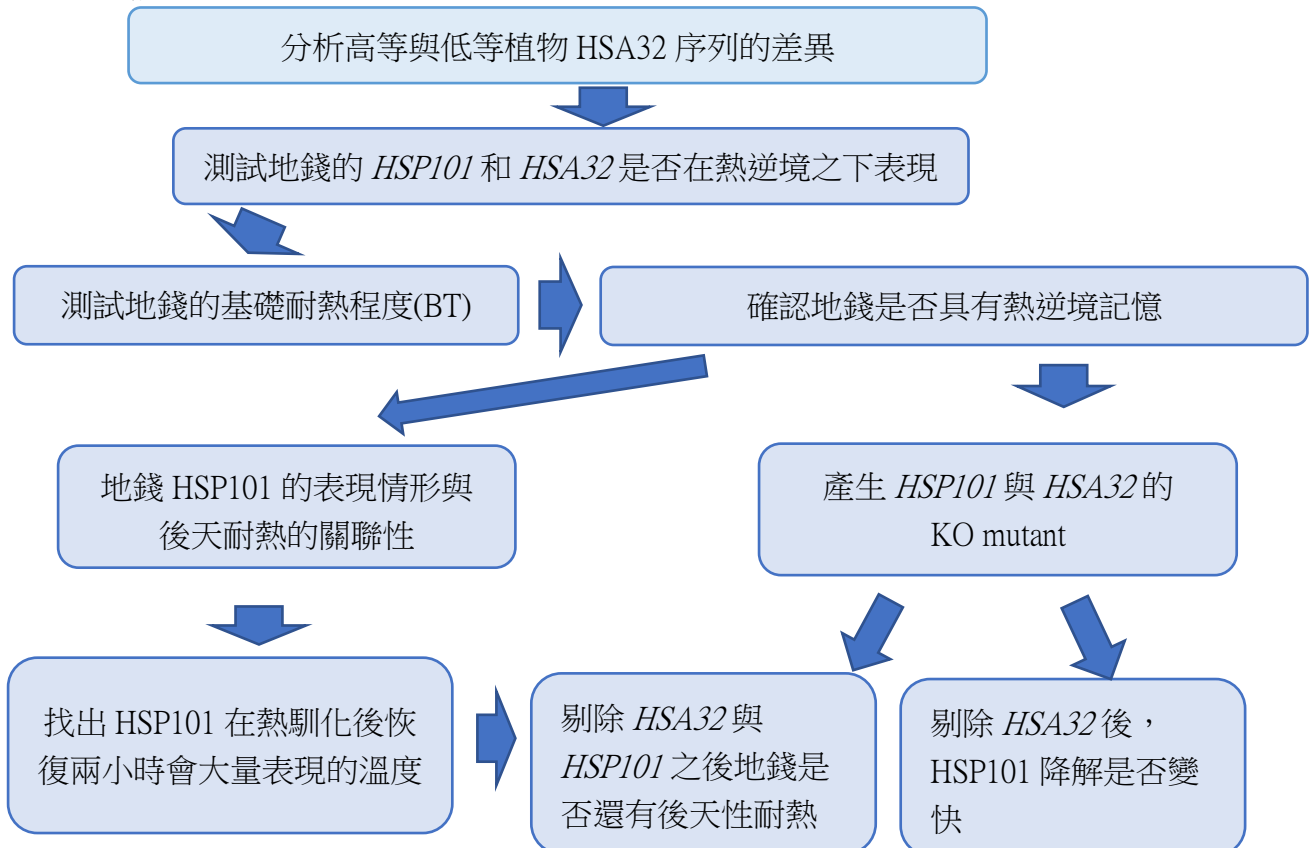 分析高等與低等植物 HSA32 序列的差異
測試地錢的 HSP101 和 HSA32 是否在熱逆境之下表現
測試地錢的基礎耐熱程度(BT)
確認地錢是否具有熱逆境記憶
地錢 HSP101 的表現情形與
後天耐熱的關聯性
產生 HSP101 與 HSA32 的
KO mutant
找出 HSP101 在熱馴化後恢
復兩小時會大量表現的溫度
剔除 HSA32 與
HSP101 之後地錢是
否還有後天性耐熱
剔除 HSA32 後，
HSP101 降解是否變
快